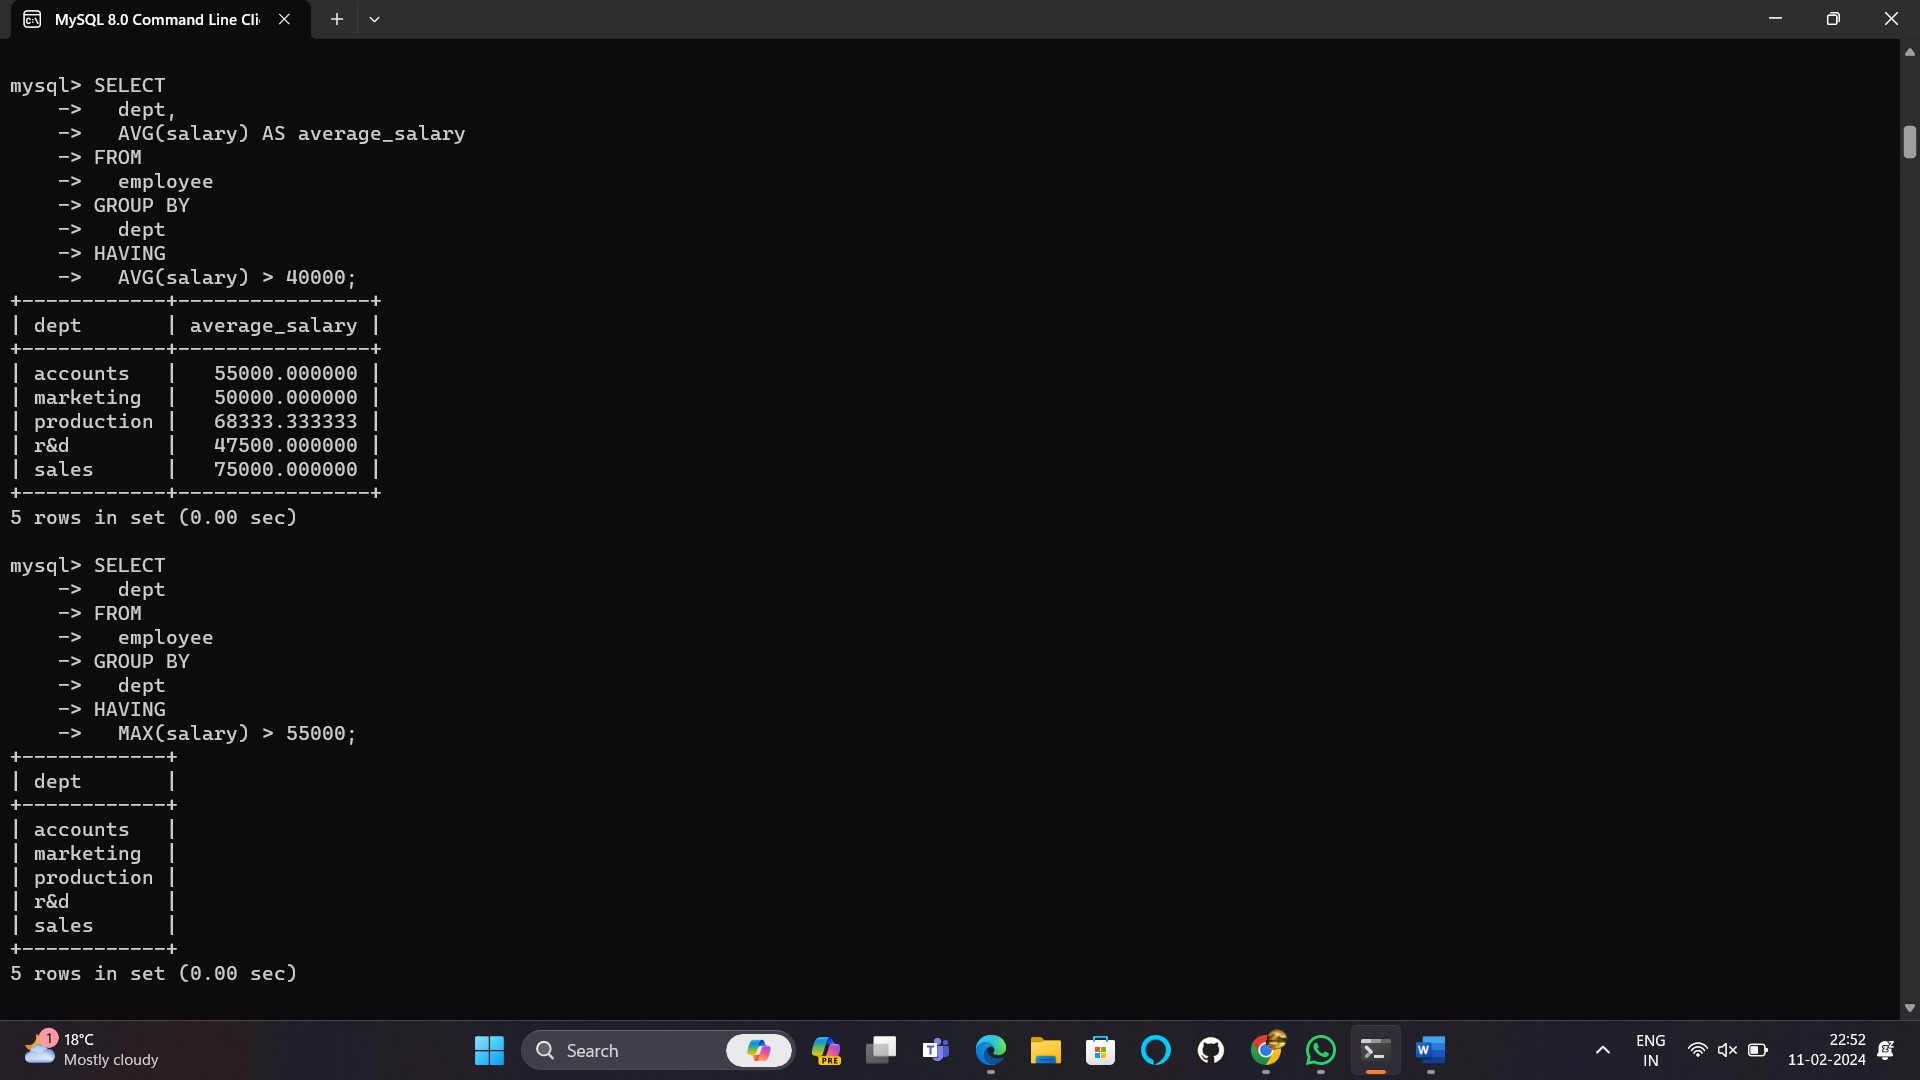 MySQL 8.0 Command Line Cli
mysql> SELECT
    ->   dept,
    ->   AVG(salary) AS average_salary
    -> FROM
    ->   employee
    -> GROUP BY
    ->   dept
    -> HAVING
    ->   AVG(salary) > 40000;
+------------+----------------+
| dept       | average_salary |
+------------+----------------+
| accounts   |   55000.000000 |
| marketing  |   50000.000000 |
| production |   68333.333333 |
| r&d        |   47500.000000 |
| sales      |   75000.000000 |
+------------+----------------+
5 rows in set (0.00 sec)
mysql> SELECT
    ->   dept
    -> FROM
    ->   employee
    -> GROUP BY
    ->   dept
    -> HAVING
    ->   MAX(salary) > 55000;
+------------+
| dept       |
+------------+
| accounts   |
| marketing  |
| production |
| r&d        |
| sales      |
+------------+
5 rows in set (0.00 sec)
1
18°C
Mostly cloudy
Search
PRE
ENG
IN
22:52
11-02-2024